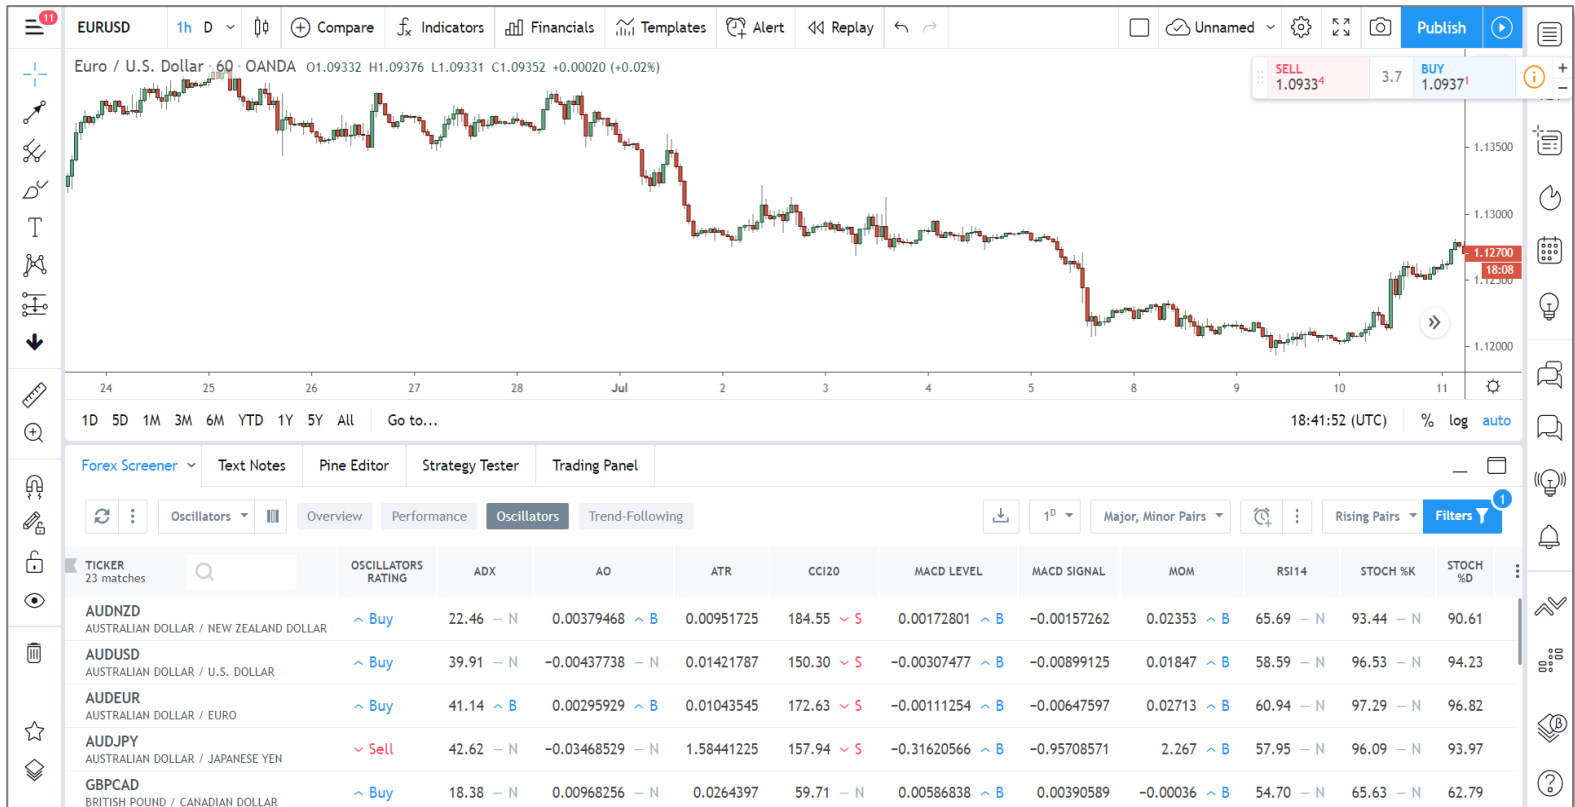 11
EURUSD
1h D
Compare
Indicators
Financials
Templates
Alert
Replay
Unnamed
Publish
Euro / U.S. Dollar · 60 · OANDA O1.09332 H1.09376 L1.09331 C1.09352 +0.00020 (+0.02%)
SELL
1.09334
3.7
BUY
1.09371
1.13500
1.13000
1.12700
18:08
1.12500
1.12000
24 25 26 27 28 Jul 2 3 4 5 8 9 10 11
1D 5D 1M 3M 6M YTD 1Y 5Y All Go to...
18:41:52 (UTC) % log auto
Forex Screener Text Notes Pine Editor Strategy Tester Trading Panel
Oscillators Overview Performance Oscillators Trend-Following
1D Major, Minor Pairs Rising Pairs Filters 1
TICKER
23 matches
OSCILLATORS RATING ADX AO ATR CCI20 MACD LEVEL MACD SIGNAL MOM RSI14 STOCH %K STOCH %D
AUDNZD
AUSTRALIAN DOLLAR / NEW ZEALAND DOLLAR
Buy 22.46 — N 0.00379468 B 0.00951725 184.55 S 0.00172801 B −0.00157262 0.02353 B 65.69 — N 93.44 — N 90.61
AUDUSD
AUSTRALIAN DOLLAR / U.S. DOLLAR
Buy 39.91 — N −0.00437738 — N 0.01421787 150.30 S −0.00307477 B −0.00899125 0.01847 B 58.59 — N 96.53 — N 94.23
AUDEUR
AUSTRALIAN DOLLAR / EURO
Buy 41.14 B 0.00295929 B 0.01043545 172.63 S −0.00111254 B −0.00647597 0.02713 B 60.94 — N 97.29 — N 96.82
AUDJPY
AUSTRALIAN DOLLAR / JAPANESE YEN
Sell 42.62 — N −0.03468529 — N 1.58441225 157.94 S −0.31620566 B −0.95708571 2.267 B 57.95 — N 96.09 — N 93.97
GBPCAD
BRITISH POUND / CANADIAN DOLLAR
Buy 18.38 — N 0.00968256 — N 0.0264397 59.71 — N 0.00586838 B 0.00390589 −0.00036 B 54.70 — N 65.63 — N 62.79